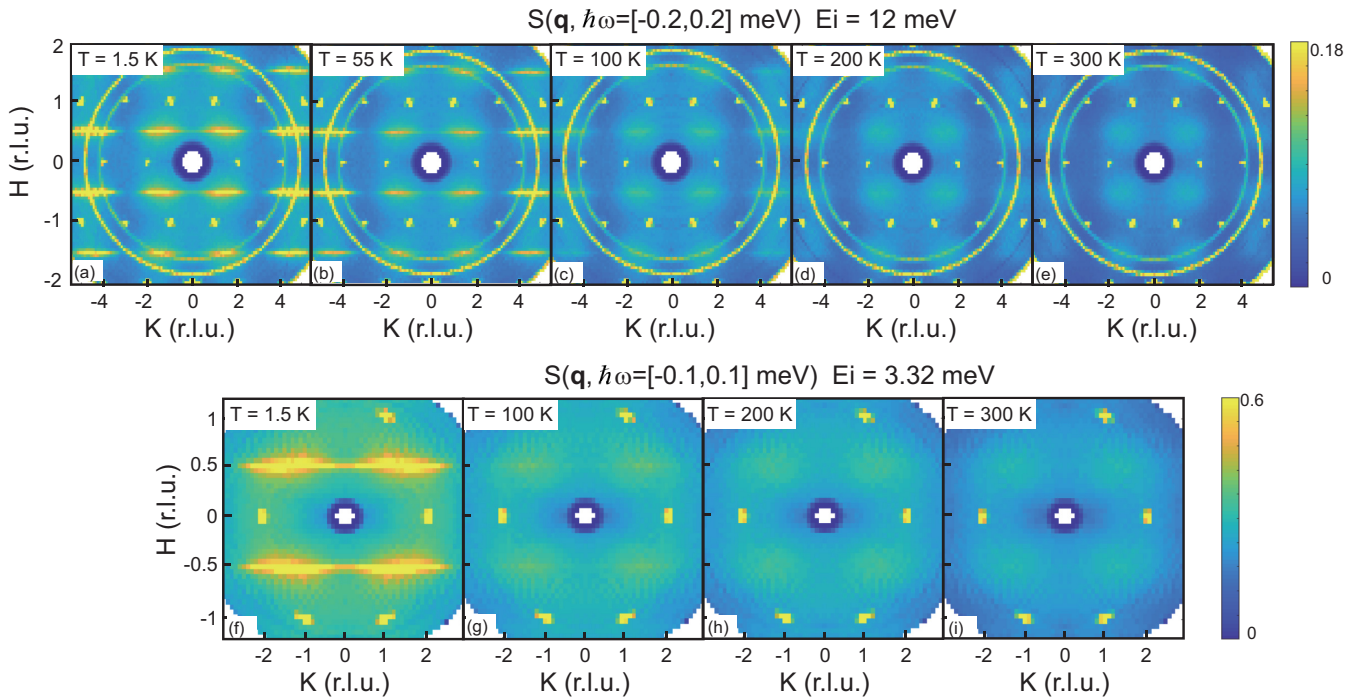 S(q, ħω=[-0.2,0.2] meV) Ei = 12 meV
T = 1.5 K
T = 55 K
T = 100 K
T = 200 K
T = 300 K
0.18
0
H (r.l.u.)
2
1
0
-1
-2
(a)
(b)
(c)
(d)
(e)
-4 -2 0 2 4
-4 -2 0 2 4
-4 -2 0 2 4
-4 -2 0 2 4
-4 -2 0 2 4
K (r.l.u.)
K (r.l.u.)
K (r.l.u.)
K (r.l.u.)
K (r.l.u.)
S(q, ħω=[-0.1,0.1] meV) Ei = 3.32 meV
T = 1.5 K
T = 100 K
T = 200 K
T = 300 K
0.6
0
H (r.l.u.)
1
0.5
0
-0.5
-1
(f)
(g)
(h)
(i)
-2 -1 0 1 2
-2 -1 0 1 2
-2 -1 0 1 2
-2 -1 0 1 2
K (r.l.u.)
K (r.l.u.)
K (r.l.u.)
K (r.l.u.)